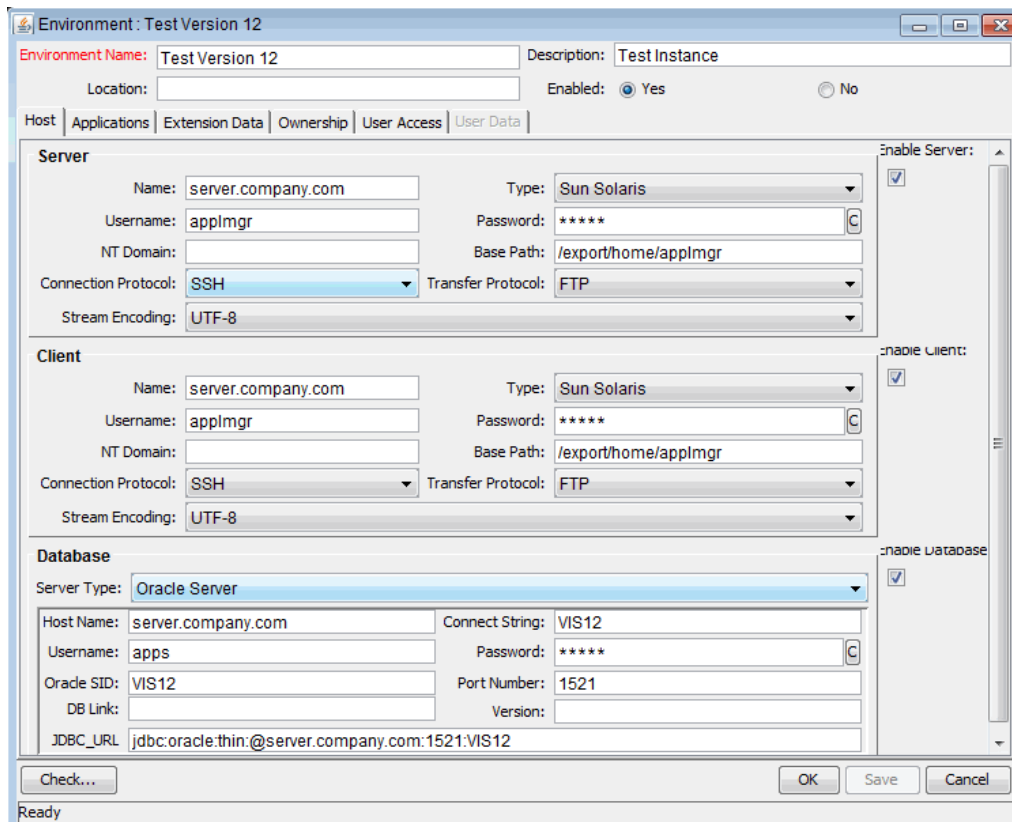 Environment : Test Version 12
Environment Name: Test Version 12 Description: Test Instance
Location: Enabled: Yes No
Host Applications Extension Data Ownership User Access User Data
Server Enable Server:
Name: server.company.com Type: Sun Solaris
Username: applmgr Password: ***** C
NT Domain: Base Path: /export/home/applmgr
Connection Protocol: SSH Transfer Protocol: FTP
Stream Encoding: UTF-8
Client Enable Client:
Name: server.company.com Type: Sun Solaris
Username: applmgr Password: ***** C
NT Domain: Base Path: /export/home/applmgr
Connection Protocol: SSH Transfer Protocol: FTP
Stream Encoding: UTF-8
Database Enable Database
Server Type: Oracle Server
Host Name: server.company.com Connect String: VIS12
Username: apps Password: ***** C
Oracle SID: VIS12 Port Number: 1521
DB Link: Version:
JDBC_URL jdbc:oracle:thin:@server.company.com:1521:VIS12
Check... OK Save Cancel
Ready